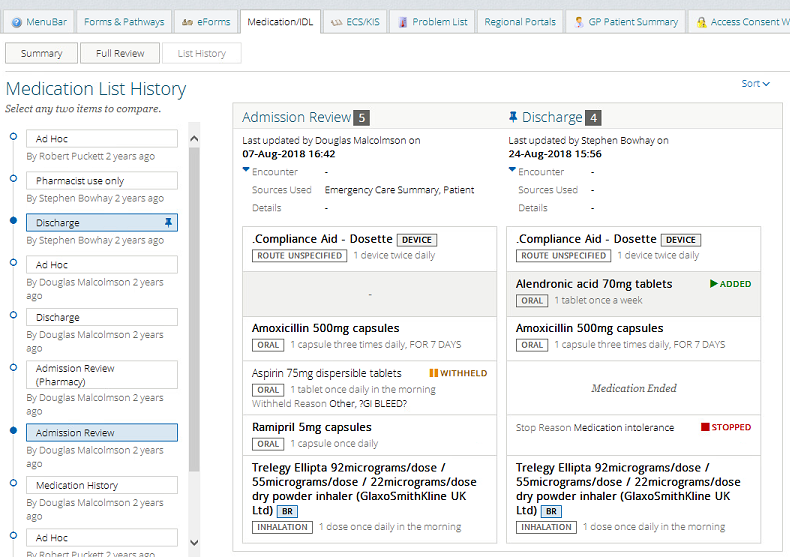 MenuBar
Forms & Pathways
eForms
Medication/IDL
ECS/KIS
Problem List
Regional Portals
GP Patient Summary
Access Consent W
Summary
Full Review
List History
Medication List History
Select any two items to compare.
Sort
Ad Hoc
By Robert Puckett 2 years ago
Pharmacist use only
By Stephen Bowhay 2 years ago
Discharge
By Stephen Bowhay 2 years ago
Ad Hoc
By Douglas Malcolmson 2 years
ago
Discharge
By Douglas Malcolmson 2 years
ago
Admission Review
(Pharmacy)
By Douglas Malcolmson 2 years
ago
Admission Review
By Douglas Malcolmson 2 years
ago
Medication History
By Douglas Malcolmson 2 years
ago
Ad Hoc
By Robert Puckett 2 years ago
Admission Review 5
Last updated by Douglas Malcolmson on
07-Aug-2018 16:42
Encounter -
Sources Used Emergency Care Summary, Patient
Details -
.Compliance Aid - Dosette DEVICE
ROUTE UNSPECIFIED 1 device twice daily
-
Amoxicillin 500mg capsules
ORAL 1 capsule three times daily, FOR 7 DAYS
Aspirin 75mg dispersible tablets WITHHELD
ORAL 1 tablet once daily in the morning
Withheld Reason Other, ?GI BLEED?
Ramipril 5mg capsules
ORAL 1 capsule once daily
Trelegy Ellipta 92micrograms/dose /
55micrograms/dose / 22micrograms/dose
dry powder inhaler (GlaxoSmithKline UK
Ltd) BR
INHALATION 1 dose once daily in the morning
Discharge 4
Last updated by Stephen Bowhay on
24-Aug-2018 15:56
Encounter -
Sources Used -
Details -
.Compliance Aid - Dosette DEVICE
ROUTE UNSPECIFIED 1 device twice daily
Alendronic acid 70mg tablets ADDED
ORAL 1 tablet once a week
Amoxicillin 500mg capsules
ORAL 1 capsule three times daily, FOR 7 DAYS
Medication Ended
Stop Reason Medication intolerance STOPPED
Trelegy Ellipta 92micrograms/dose /
55micrograms/dose / 22micrograms/dose
dry powder inhaler (GlaxoSmithKline UK
Ltd) BR
INHALATION 1 dose once daily in the morning